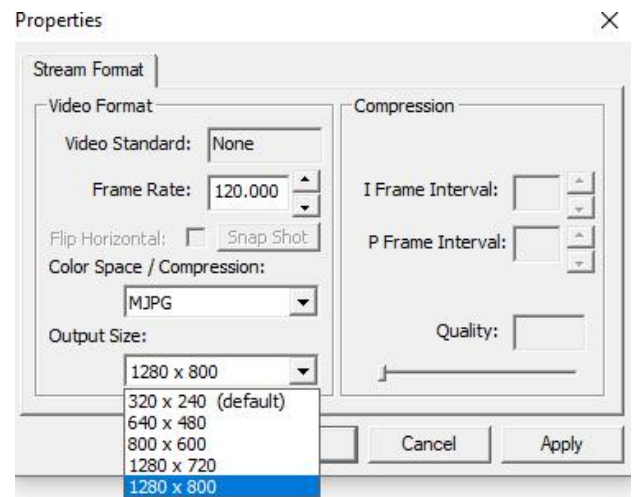 Properties
Stream Format
Video Format
Video Standard: None
Frame Rate: 120.000
Flip Horizontal: Snap Shot
Color Space / Compression:
MJPG
Output Size:
1280 x 800
320 x 240 (default)
640 x 480
800 x 600
1280 x 720
1280 x 800
Compression
I Frame Interval:
P Frame Interval:
Quality:
Cancel Apply